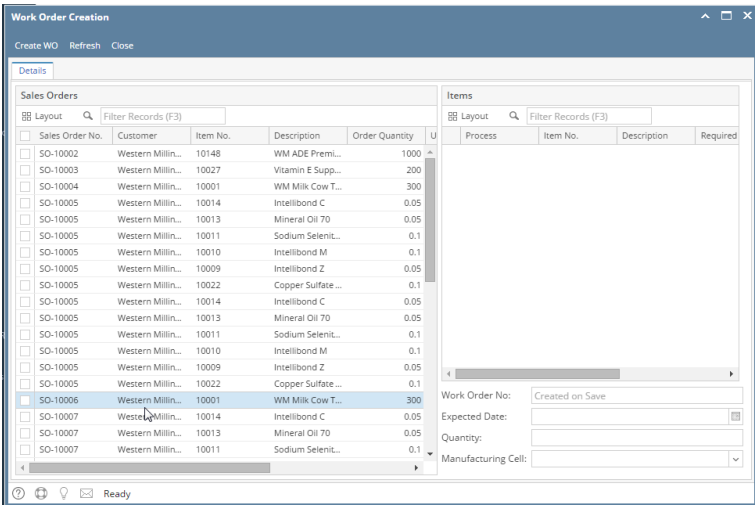 Work Order Creation
Create WO Refresh Close
Details
Sales Orders
Layout Filter Records (F3)
Sales Order No. Customer Item No. Description Order Quantity U
SO-10002 Western Millin... 10148 WM ADE Premi... 1000
SO-10003 Western Millin... 10027 Vitamin E Supp... 200
SO-10004 Western Millin... 10001 WM Milk Cow T... 300
SO-10005 Western Millin... 10014 Intellibond C 0.05
SO-10005 Western Millin... 10013 Mineral Oil 70 0.05
SO-10005 Western Millin... 10011 Sodium Selenit... 0.1
SO-10005 Western Millin... 10010 Intellibond M 0.1
SO-10005 Western Millin... 10009 Intellibond Z 0.05
SO-10005 Western Millin... 10022 Copper Sulfate ... 0.1
SO-10005 Western Millin... 10014 Intellibond C 0.05
SO-10005 Western Millin... 10013 Mineral Oil 70 0.05
SO-10005 Western Millin... 10011 Sodium Selenit... 0.1
SO-10005 Western Millin... 10010 Intellibond M 0.1
SO-10005 Western Millin... 10009 Intellibond Z 0.05
SO-10005 Western Millin... 10022 Copper Sulfate ... 0.1
SO-10006 Western Millin... 10001 WM Milk Cow T... 300
SO-10007 Western Millin... 10014 Intellibond C 0.05
SO-10007 Western Millin... 10013 Mineral Oil 70 0.05
SO-10007 Western Millin... 10011 Sodium Selenit... 0.1
Items
Layout Filter Records (F3)
Process Item No. Description Required
Work Order No: Created on Save
Expected Date:
Quantity:
Manufacturing Cell:
Ready